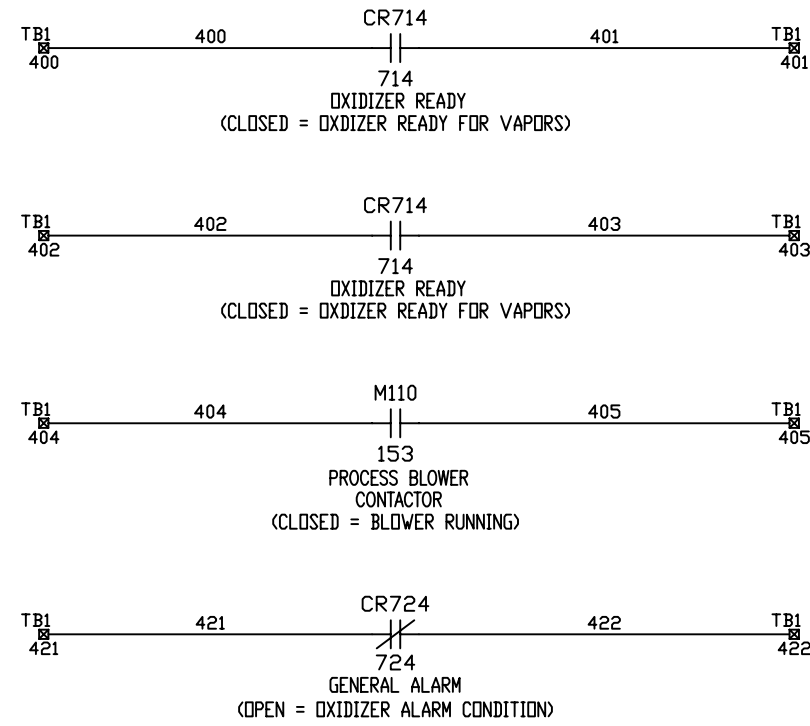 CR714
TB1 400 401 TB1
400 401
714
OXIDIZER READY
(CLOSED = OXDIZER READY FOR VAPORS)
CR714
TB1 402 403 TB1
402 403
714
OXIDIZER READY
(CLOSED = OXDIZER READY FOR VAPORS)
M110
TB1 404 405 TB1
404 405
153
PROCESS BLOWER
CONTACTOR
(CLOSED = BLOWER RUNNING)
CR724
TB1 421 422 TB1
421 422
724
GENERAL ALARM
(OPEN = OXIDIZER ALARM CONDITION)